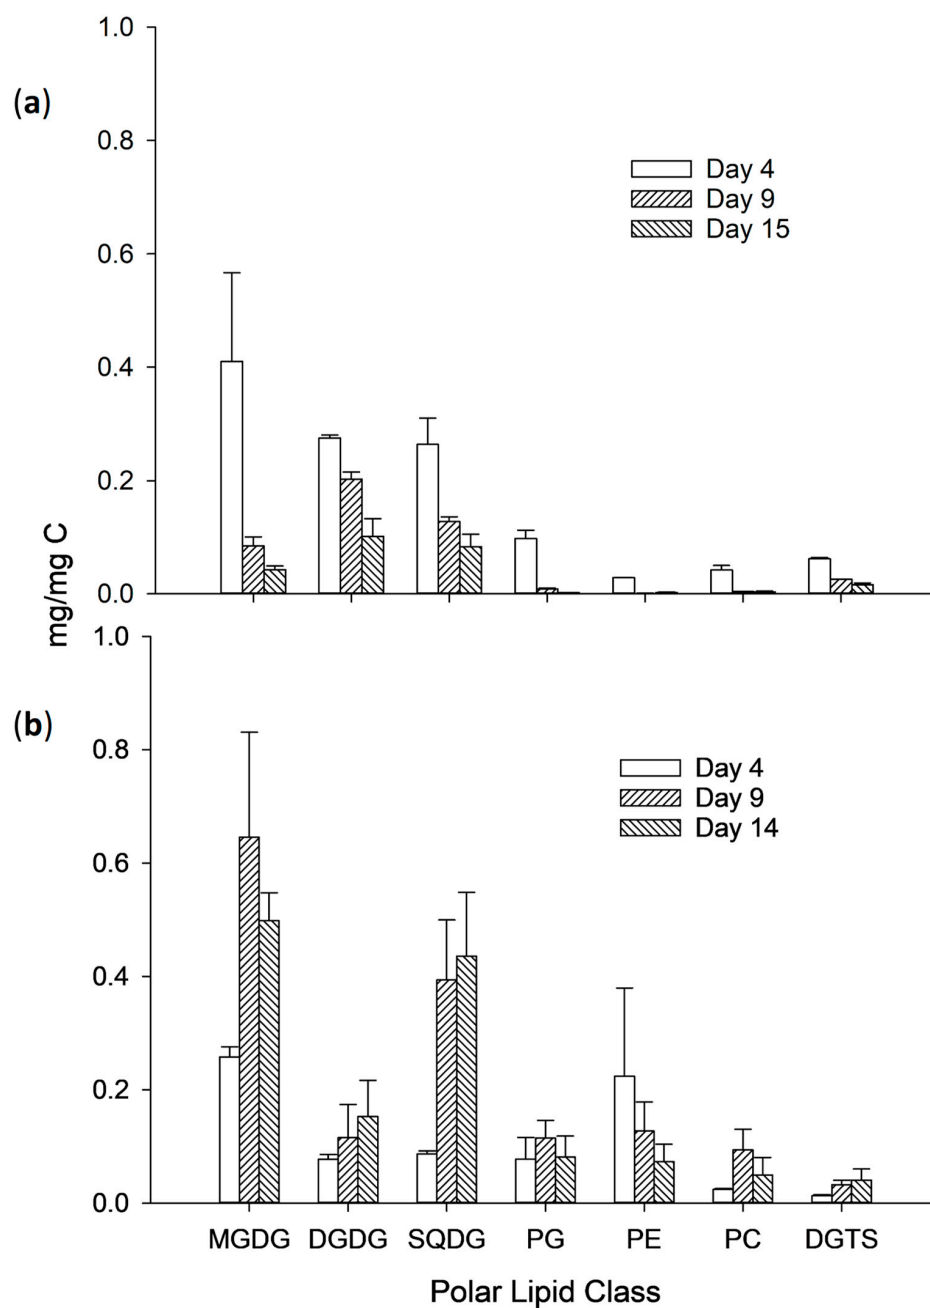 (a)
1.0
0.8
0.6
0.4
0.2
0.0
Day 4
Day 9
Day 15
mg/mg C
(b)
1.0
0.8
0.6
0.4
0.2
0.0
Day 4
Day 9
Day 14
MGDG DGDG SQDG PG PE PC DGTS
Polar Lipid Class